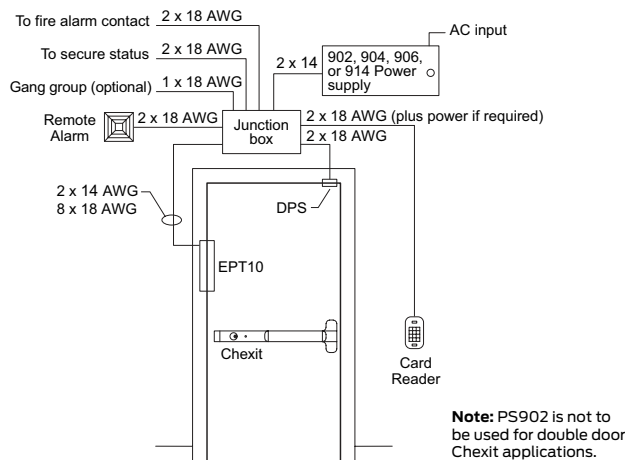 To fire alarm contact 2 x 18 AWG
AC input
To secure status 2 x 18 AWG
2 x 14
902, 904, 906,
or 914 Power
supply
Gang group (optional) 1 x 18 AWG
Remote
Alarm
2 x 18 AWG
Junction
box
2 x 18 AWG (plus power if required)
2 x 18 AWG
2 x 14 AWG
8 x 18 AWG
DPS
EPT10
Chexit
Card
Reader
Note: PS902 is not to
be used for double door
Chexit applications.